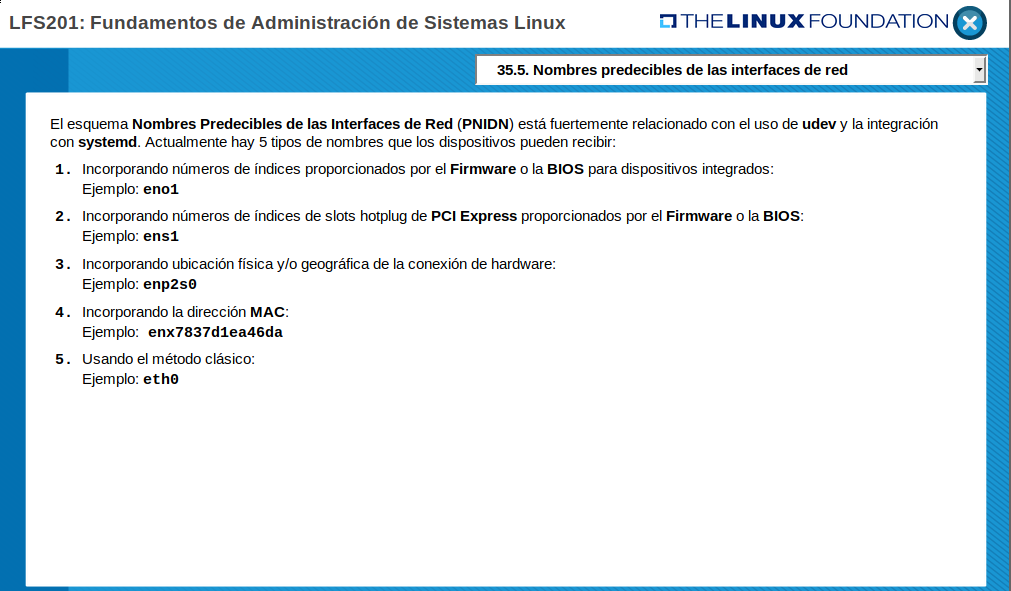 LFS201: Fundamentos de Administración de Sistemas Linux
THE LINUX FOUNDATION
35.5. Nombres predecibles de las interfaces de red
El esquema Nombres Predecibles de las Interfaces de Red (PNIDN) está fuertemente relacionado con el uso de udev y la integración
con systemd. Actualmente hay 5 tipos de nombres que los dispositivos pueden recibir:
1. Incorporando números de índices proporcionados por el Firmware o la BIOS para dispositivos integrados:
Ejemplo: eno1
2. Incorporando números de índices de slots hotplug de PCI Express proporcionados por el Firmware o la BIOS:
Ejemplo: ens1
3. Incorporando ubicación física y/o geográfica de la conexión de hardware:
Ejemplo: enp2s0
4. Incorporando la dirección MAC:
Ejemplo: enx7837d1ea46da
5. Usando el método clásico:
Ejemplo: eth0